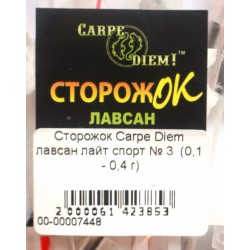 CARPE
DIEM!™
СТОРОЖОК
ЛАВСАН
Сторожок Carpe Diem
лавсан лайт спорт № 3 (0,1
- 0,4 г)
2 000061 423853
00-00007448